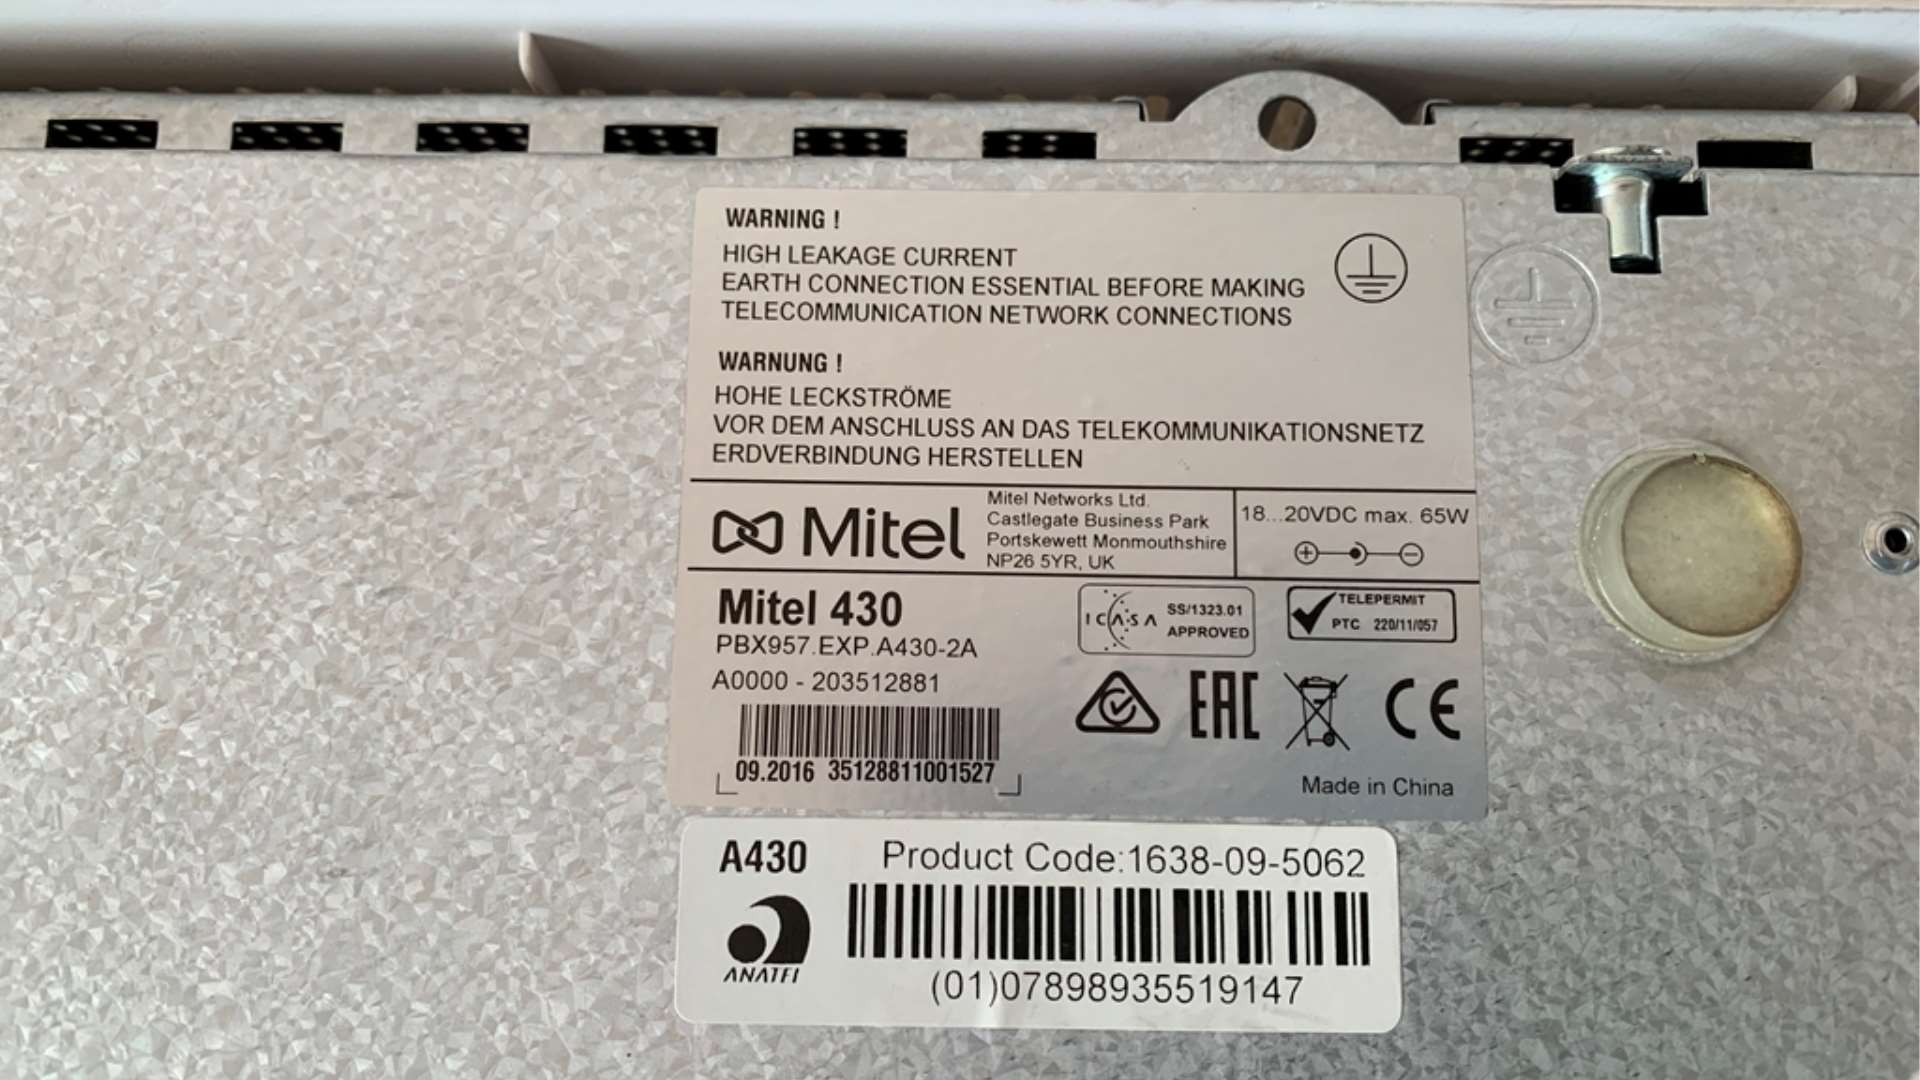 WARNING !
HIGH LEAKAGE CURRENT
EARTH CONNECTION ESSENTIAL BEFORE MAKING
TELECOMMUNICATION NETWORK CONNECTIONS
WARNUNG !
HOHE LECKSTRÖME
VOR DEM ANSCHLUSS AN DAS TELEKOMMUNIKATIONSNETZ
ERDVERBINDUNG HERSTELLEN
Mitel
Mitel Networks Ltd.
Castlegate Business Park
Portskewett Monmouthshire
NP26 5YR, UK
18...20VDC max. 65W
Mitel 430
PBX957.EXP.A430-2A
A0000 - 203512881
09.2016 35128811001527
ICASA
SS/1323.01
APPROVED
TELEPERMIT
PTC 220/11/057
EAC
CE
Made in China
A430
Product Code:1638-09-5062
ANATEL
(01)07898935519147